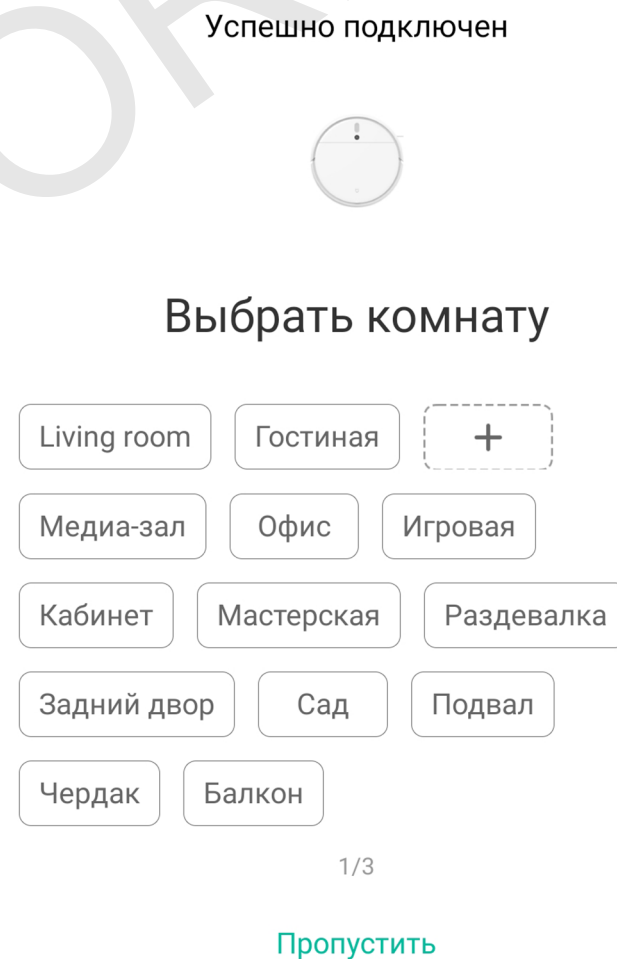 Успешно подключен
Выбрать комнату
Living room Гостиная +
Медиа-зал Офис Игровая
Кабинет Мастерская Раздевалка
Задний двор Сад Подвал
Чердак Балкон
1/3
Пропустить